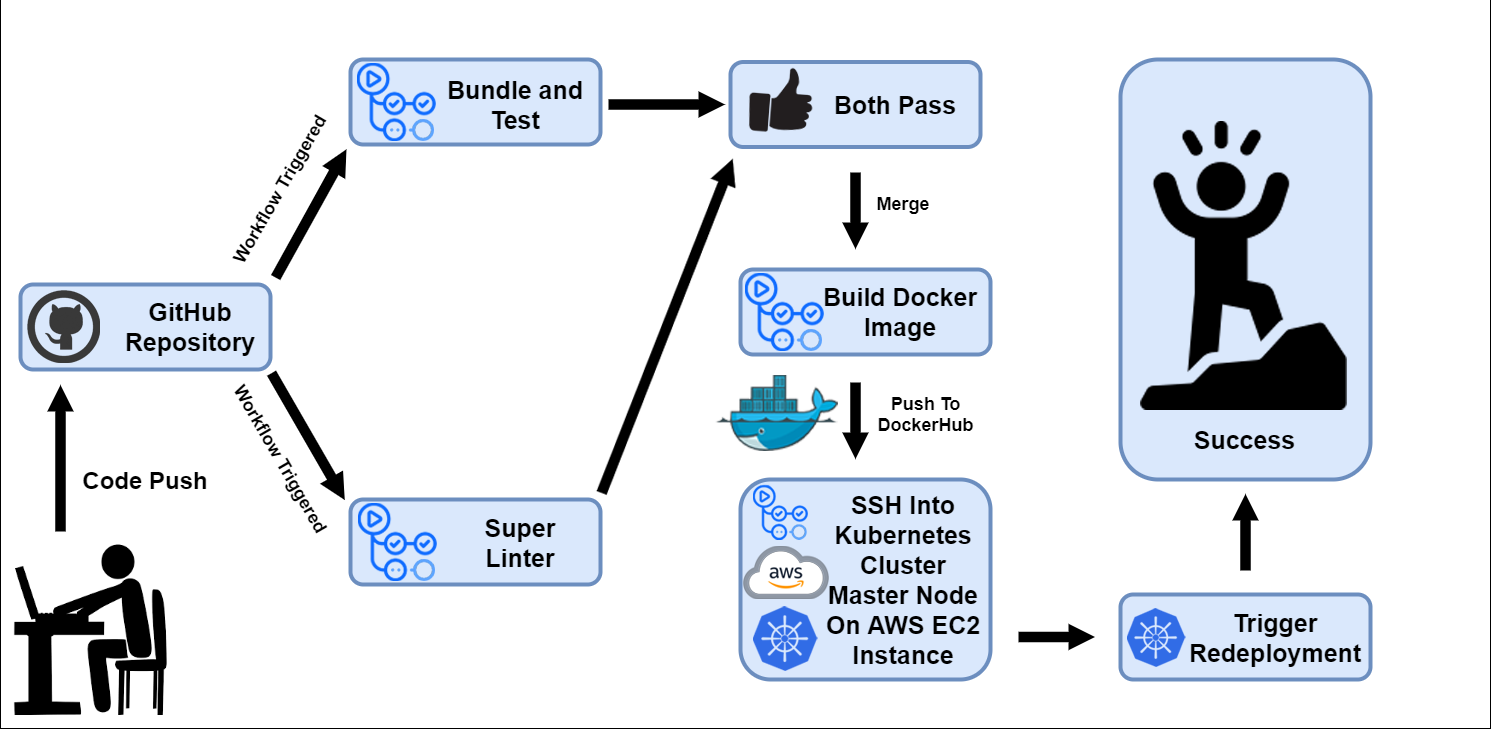 Bundle and
Test
Both Pass
Workflow Triggered
Merge
GitHub
Repository
Build Docker
Image
Workflow Triggered
Push To
DockerHub
Code Push
Super
Linter
SSH Into
Kubernetes
Cluster
Master Node
On AWS EC2
Instance
aws
Trigger
Redeployment
Success